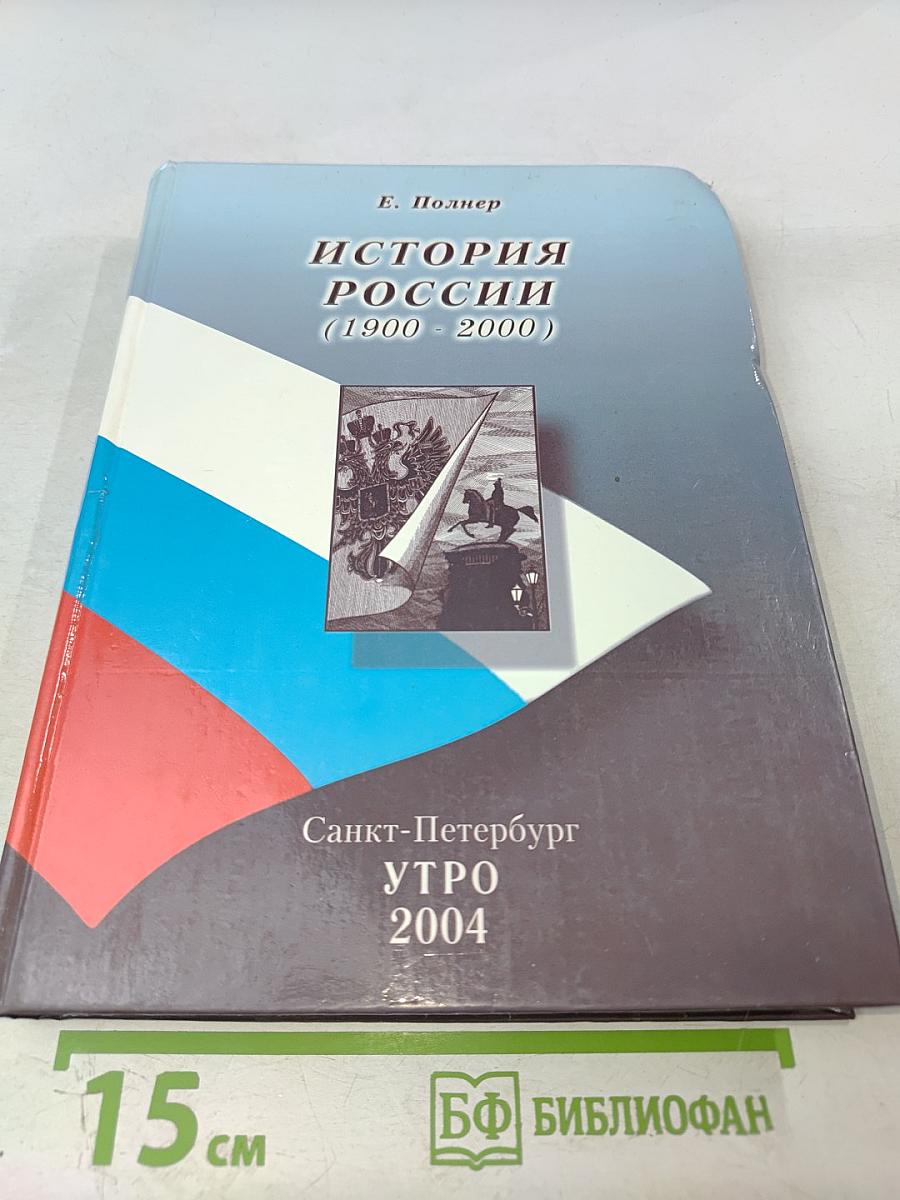 Е. Полнер
ИСТОРИЯ
РОССИИ
(1900 - 2000)
Санкт-Петербург
УТРО
2004
15 см
БФ БИБЛИОФАН